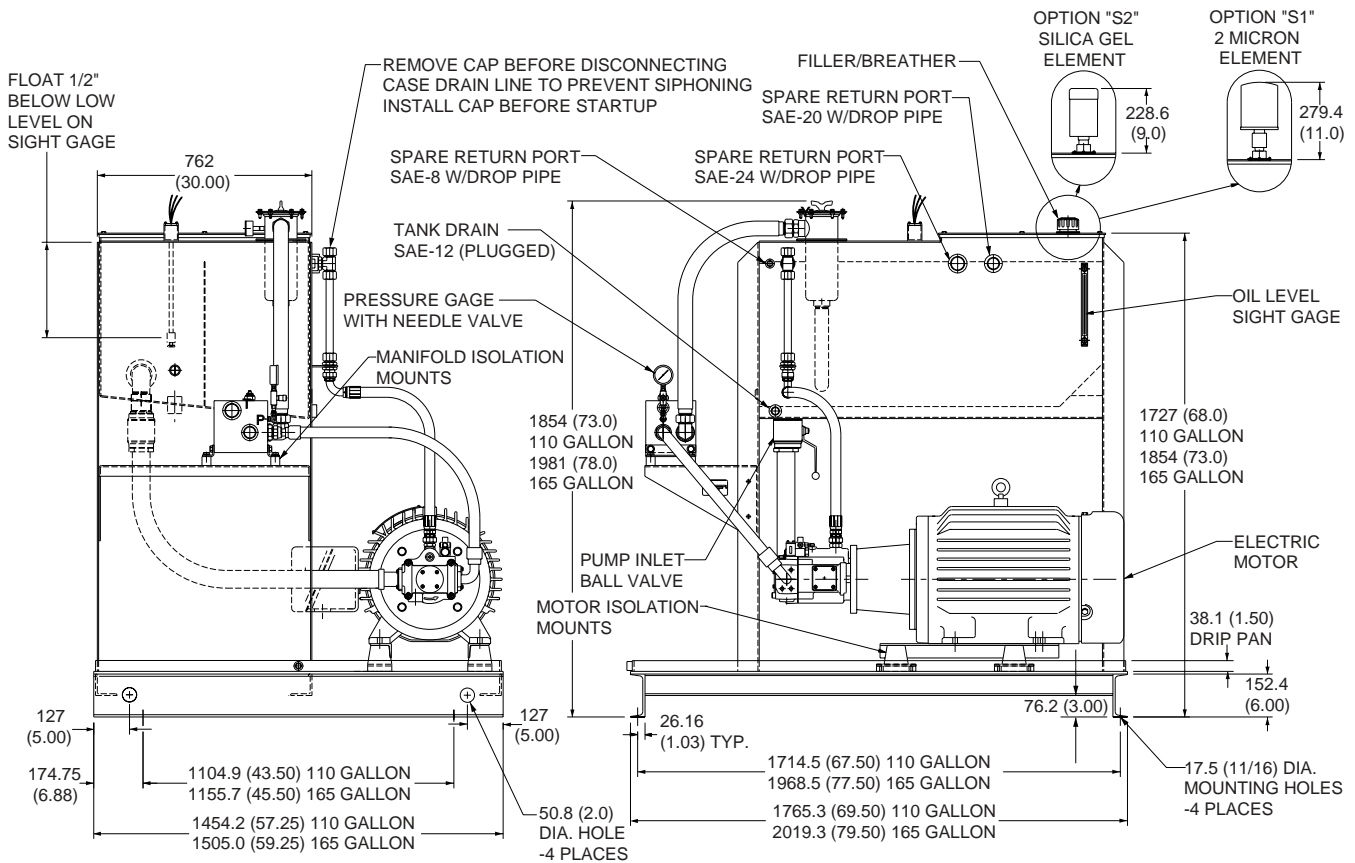 OPTION "S2"
SILICA GEL
ELEMENT
OPTION "S1"
2 MICRON
ELEMENT
FLOAT 1/2"
BELOW LOW
LEVEL ON
SIGHT GAGE
REMOVE CAP BEFORE DISCONNECTING
CASE DRAIN LINE TO PREVENT SIPHONING
INSTALL CAP BEFORE STARTUP
FILLER/BREATHER
SPARE RETURN PORT
SAE-20 W/DROP PIPE
228.6
(9.0)
279.4
(11.0)
762
(30.00)
SPARE RETURN PORT
SAE-8 W/DROP PIPE
SPARE RETURN PORT
SAE-24 W/DROP PIPE
TANK DRAIN
SAE-12 (PLUGGED)
PRESSURE GAGE
WITH NEEDLE VALVE
OIL LEVEL
SIGHT GAGE
MANIFOLD ISOLATION
MOUNTS
T
P
1854 (73.0)
110 GALLON
1981 (78.0)
165 GALLON
1727 (68.0)
110 GALLON
1854 (73.0)
165 GALLON
PUMP INLET
BALL VALVE
ELECTRIC
MOTOR
MOTOR ISOLATION
MOUNTS
38.1 (1.50)
DRIP PAN
152.4
(6.00)
76.2 (3.00)
127
(5.00)
127
(5.00)
26.16
(1.03) TYP.
174.75
(6.88)
1104.9 (43.50) 110 GALLON
1155.7 (45.50) 165 GALLON
1714.5 (67.50) 110 GALLON
1968.5 (77.50) 165 GALLON
17.5 (11/16) DIA.
MOUNTING HOLES
-4 PLACES
1454.2 (57.25) 110 GALLON
1505.0 (59.25) 165 GALLON
50.8 (2.0)
DIA. HOLE
-4 PLACES
1765.3 (69.50) 110 GALLON
2019.3 (79.50) 165 GALLON